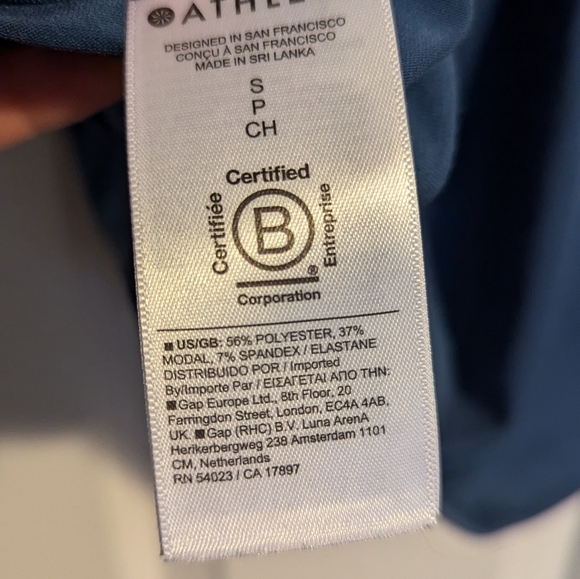 ATHLE
DESIGNED IN SAN FRANCISCO
CONÇU À SAN FRANCISCO
MADE IN SRI LANKA
S
P
CH
Certified
Certifiée
B
Entreprise
®
Corporation
■ US/GB: 56% POLYESTER, 37%
MODAL, 7% SPANDEX / ELASTANE
DISTRIBUIDO POR / Imported
By/Importe Par / ΕΙΣΑΓΕΤΑΙ ΑΠΟ ΤΗΝ:
■Gap Europe Ltd., 8th Floor, 20
Farringdon Street, London, EC4A 4AB,
UK. ■Gap (RHC) B.V. Luna ArenA
Herikerbergweg 238 Amsterdam 1101
CM, Netherlands
RN 54023 / CA 17897